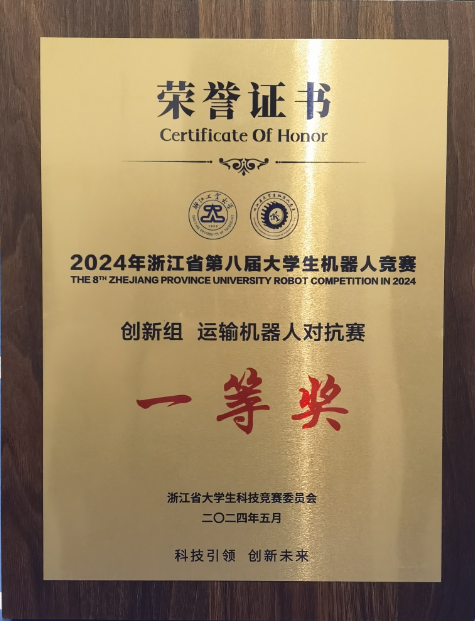 荣誉证书
Certificate Of Honor
2024年浙江省第八届大学生机器人竞赛
THE 8TH ZHEJIANG PROVINCE UNIVERSITY ROBOT COMPETITION IN 2024
创新组 运输机器人对抗赛
一等奖
浙江省大学生科技竞赛委员会
二〇二四年五月
科技引领 创新未来